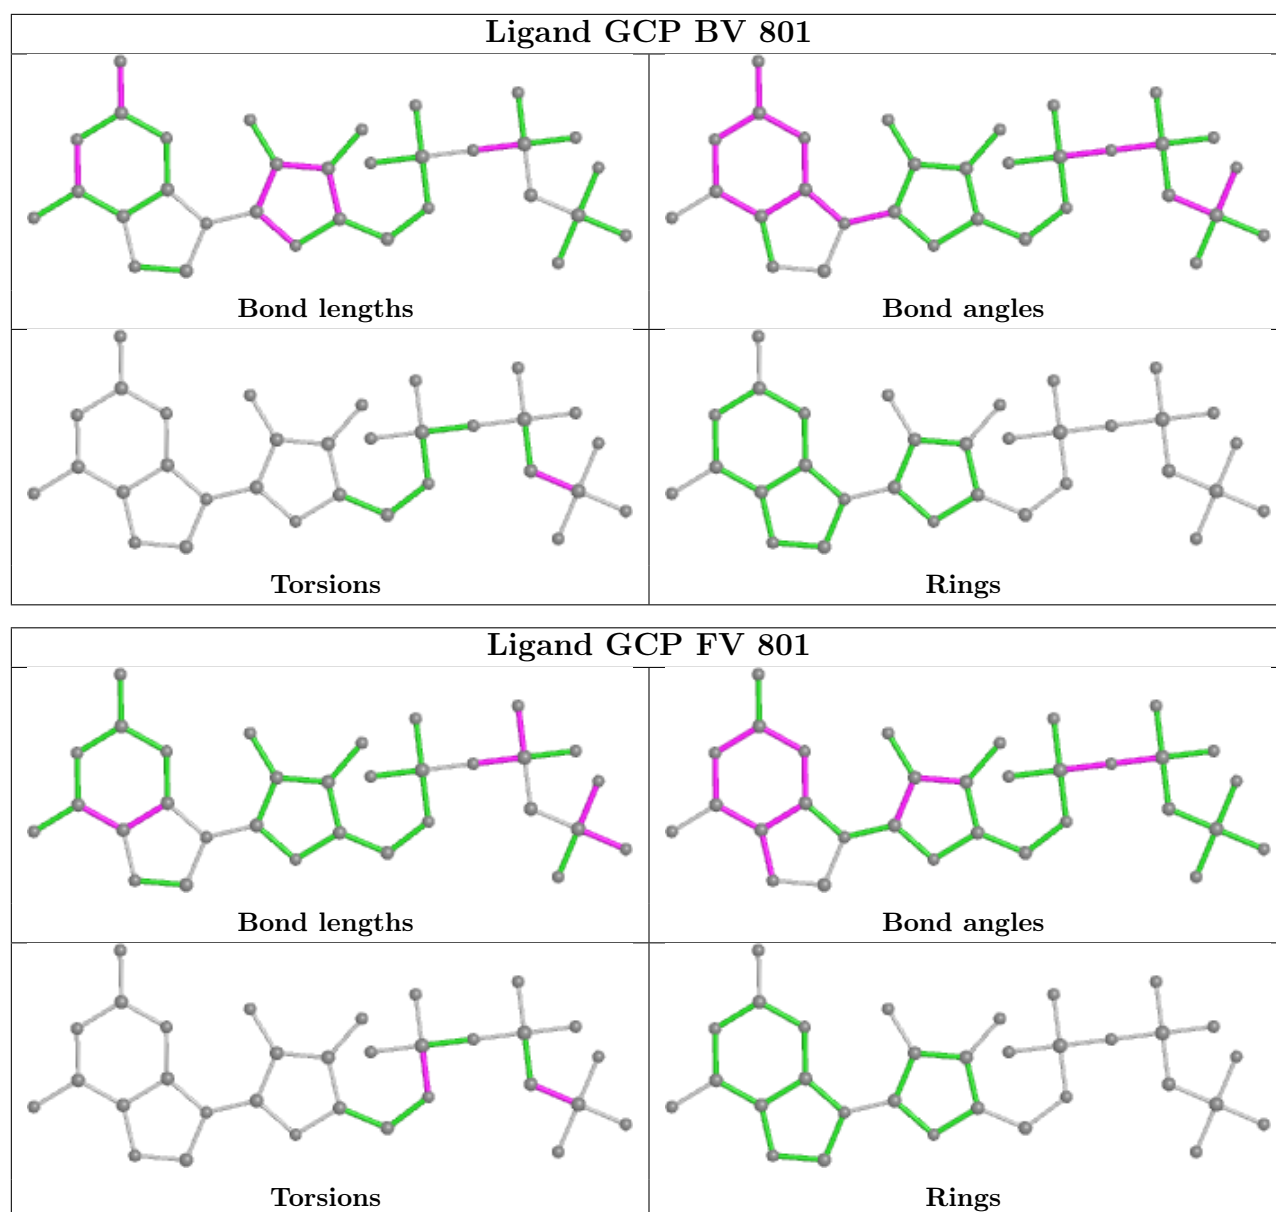 Ligand GCP BV 801
Bond lengths
Bond angles
Torsions
Rings
Ligand GCP FV 801
Bond lengths
Bond angles
Torsions
Rings